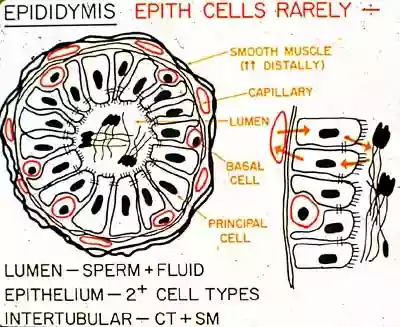 EPIDIDYMIS EPITH CELLS RARELY ÷
SMOOTH MUSCLE
(↑↑ DISTALLY)
CAPILLARY
LUMEN
BASAL
CELL
PRINCIPAL
CELL
LUMEN — SPERM + FLUID
EPITHELIUM — 2⁺ CELL TYPES
INTERTUBULAR — CT + SM